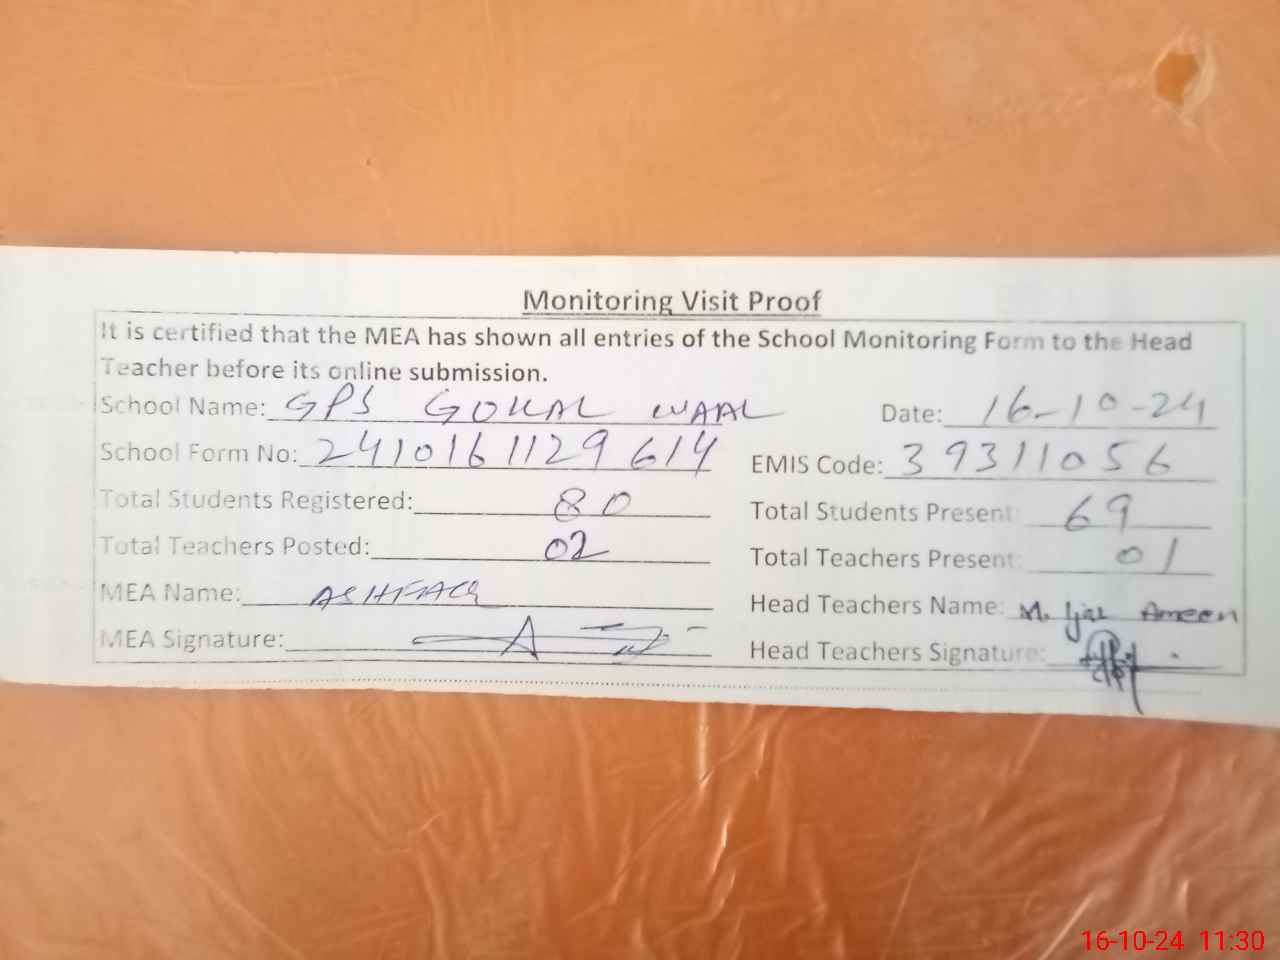 Monitoring Visit Proof
It is certified that the MEA has shown all entries of the School Monitoring Form to the Head
Teacher before its online submission.
School Name: GPS GOKAL WAAL Date: 16-10-24
School Form No: 2410161129614 EMIS Code: 39311056
Total Students Registered: 80 Total Students Present: 69
Total Teachers Posted: 02 Total Teachers Present: 01
MEA Name: ASHFAQ Head Teachers Name: M. Ijaz Ameen
MEA Signature: Head Teachers Signature:
16-10-24 11:30